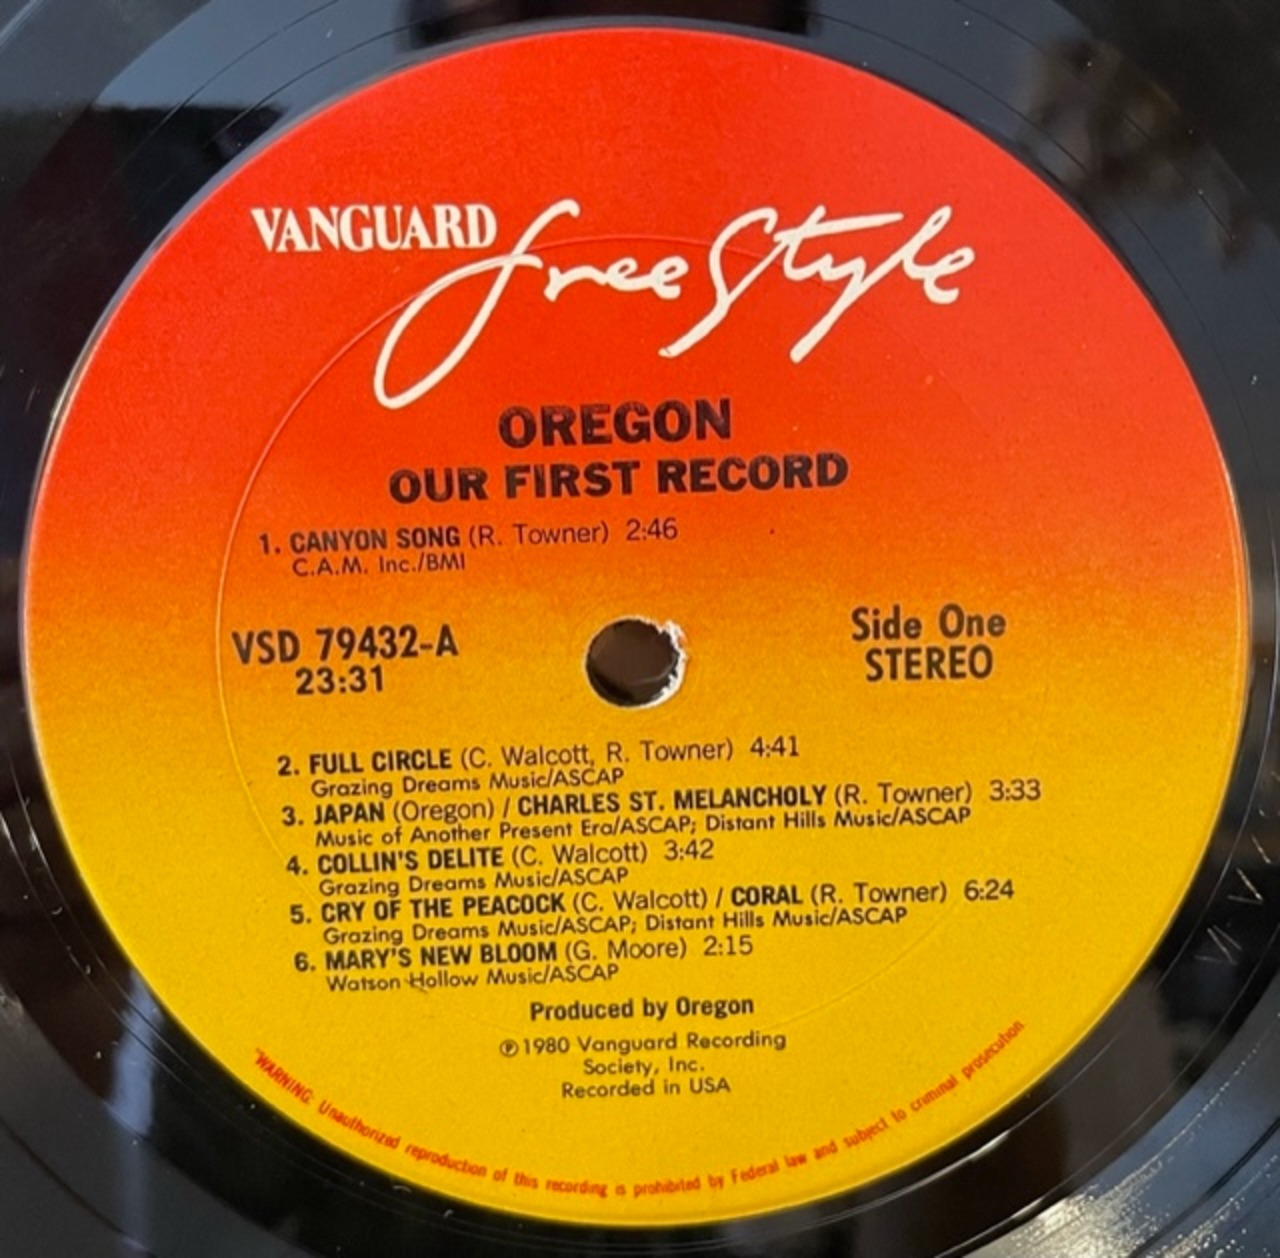 VANGUARD freeStyle
OREGON
OUR FIRST RECORD
1. CANYON SONG (R. Towner) 2:46
C.A.M. Inc./BMI
VSD 79432-A
23:31
Side One
STEREO
2. FULL CIRCLE (C. Walcott, R. Towner) 4:41
Grazing Dreams Music/ASCAP
3. JAPAN (Oregon) / CHARLES ST. MELANCHOLY (R. Towner) 3:33
Music of Another Present Era/ASCAP; Distant Hills Music/ASCAP
4. COLLIN'S DELITE (C. Walcott) 3:42
Grazing Dreams Music/ASCAP
5. CRY OF THE PEACOCK (C. Walcott) / CORAL (R. Towner) 6:24
Grazing Dreams Music/ASCAP; Distant Hills Music/ASCAP
6. MARY'S NEW BLOOM (G. Moore) 2:15
Watson Hollow Music/ASCAP
Produced by Oregon
℗ 1980 Vanguard Recording
Society, Inc.
Recorded in USA
"WARNING: Unauthorized reproduction of this recording is prohibited by Federal law and subject to criminal prosecution